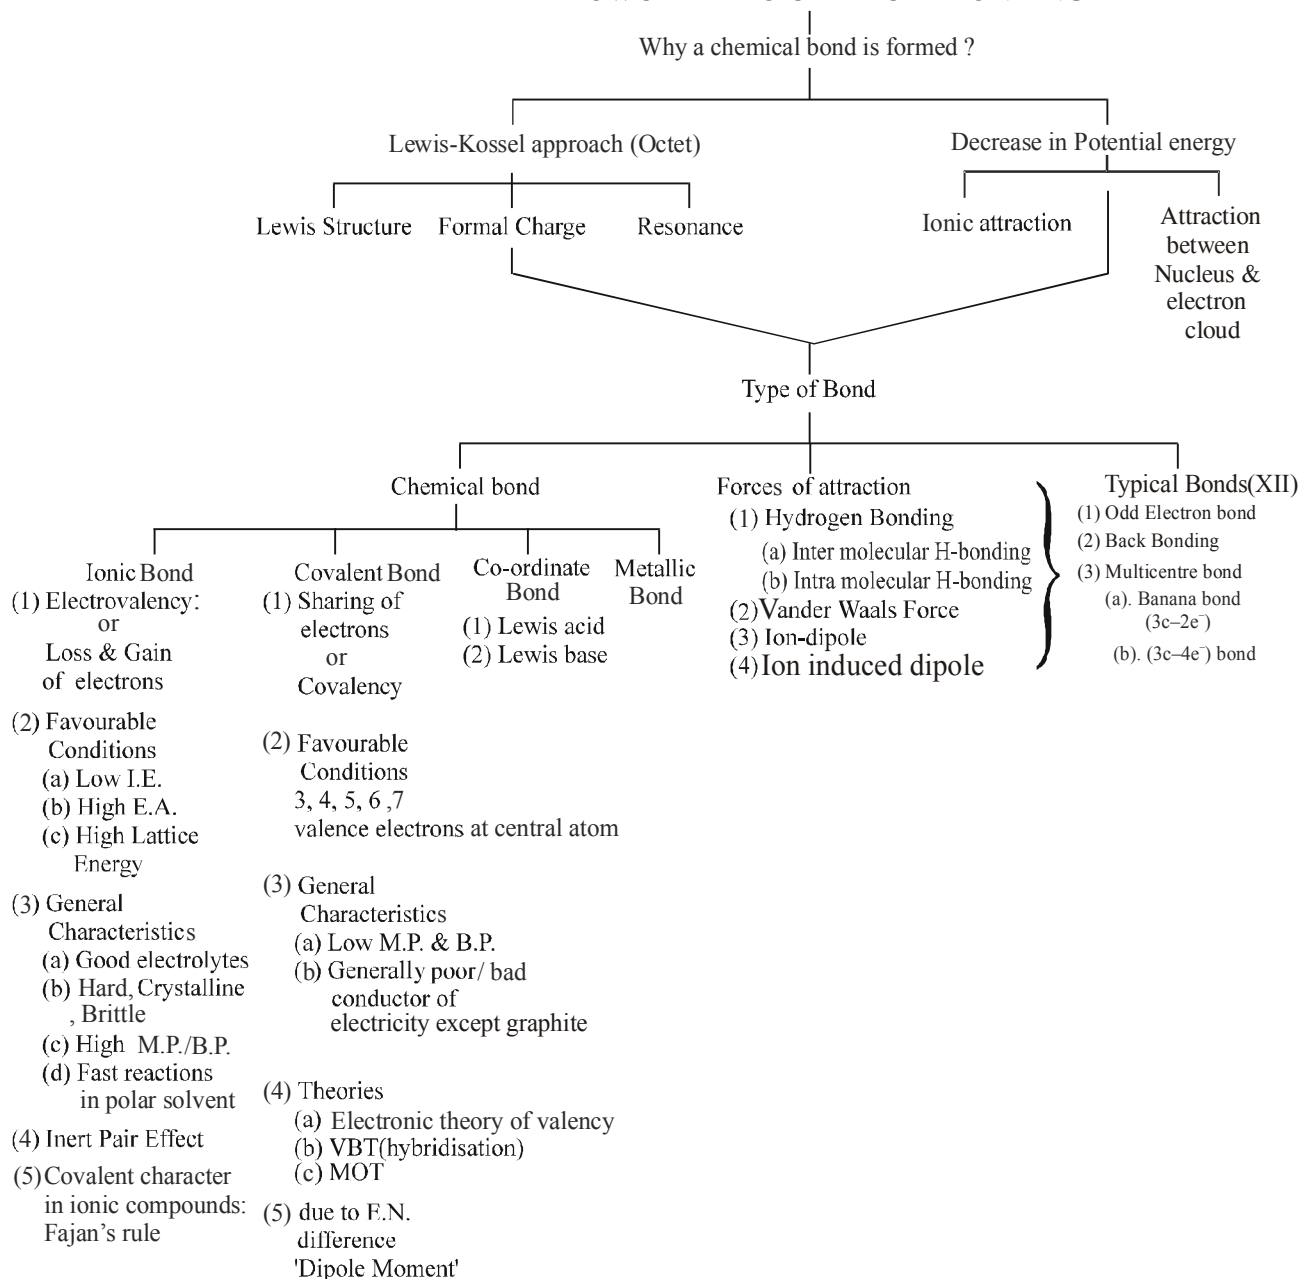 Why a chemical bond is formed ?
Lewis-Kossel approach (Octet)
Decrease in Potential energy
Lewis Structure
Formal Charge
Resonance
Ionic attraction
Attraction
between
Nucleus &
electron
cloud
Type of Bond
Chemical bond
Ionic Bond
(1) Electrovalency:
or
Loss & Gain
of electrons
(2) Favourable
Conditions
(a) Low I.E.
(b) High E.A.
(c) High Lattice
Energy
(3) General
Characteristics
(a) Good electrolytes
(b) Hard, Crystalline
, Brittle
(c) High M.P./B.P.
(d) Fast reactions
in polar solvent
(4) Inert Pair Effect
(5) Covalent character
in ionic compounds:
Fajan's rule
Covalent Bond
(1) Sharing of
electrons
or
Covalency
(2) Favourable
Conditions
3, 4, 5, 6 ,7
valence electrons at central atom
(3) General
Characteristics
(a) Low M.P. & B.P.
(b) Generally poor/ bad
conductor of
electricity except graphite
(4) Theories
(a) Electronic theory of valency
(b) VBT(hybridisation)
(c) MOT
(5) due to E.N.
difference
'Dipole Moment'
Co-ordinate
Bond
(1) Lewis acid
(2) Lewis base
Metallic
Bond
Forces of attraction
(1) Hydrogen Bonding
(a) Inter molecular H-bonding
(b) Intra molecular H-bonding
(2) Vander Waals Force
(3) Ion-dipole
(4) Ion induced dipole
Typical Bonds(XII)
(1) Odd Electron bond
(2) Back Bonding
(3) Multicentre bond
(a). Banana bond
(3c–2e⁻)
(b). (3c–4e⁻) bond